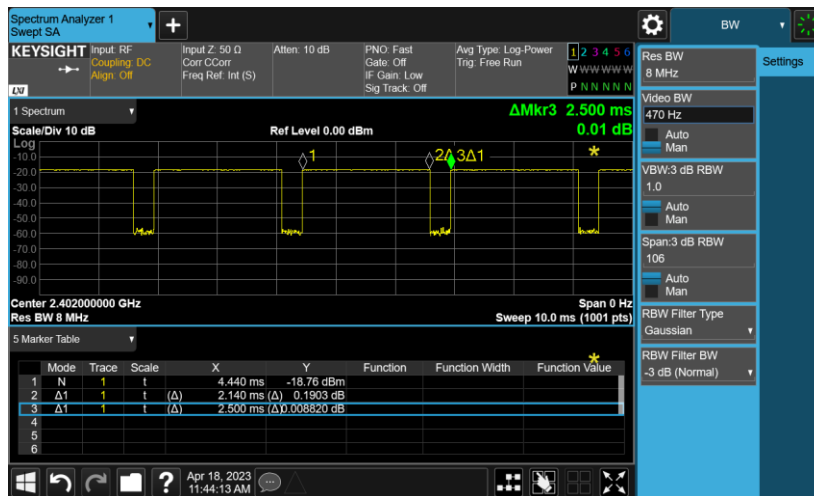 Spectrum Analyzer 1
Swept SA
+
BW
KEYSIGHT
Input: RF
Coupling: DC
Align: Off
Input Z: 50 Ω
Corr CCorr
Freq Ref: Int (S)
Atten: 10 dB
PNO: Fast
Gate: Off
IF Gain: Low
Sig Track: Off
Avg Type: Log-Power
Trig: Free Run
1 2 3 4 5 6
W W W W W W
P N N N N N
LXI
1 Spectrum
ΔMkr3 2.500 ms
0.01 dB
Scale/Div 10 dB
Ref Level 0.00 dBm
Log
-10.0
-20.0
-30.0
-40.0
-50.0
-60.0
-70.0
-80.0
-90.0
1
2Δ 3Δ1
*
Center 2.402000000 GHz
Span 0 Hz
Res BW 8 MHz
Sweep 10.0 ms (1001 pts)
5 Marker Table
*
Mode Trace Scale X Y Function Function Width Function Value
1 N 1 t 4.440 ms -18.76 dBm
2 Δ1 1 t (Δ) 2.140 ms (Δ) 0.1903 dB
3 Δ1 1 t (Δ) 2.500 ms (Δ)0.008820 dB
4
5
6
?
Apr 18, 2023
11:44:13 AM
Settings
Res BW
8 MHz
Video BW
470 Hz
Auto
Man
VBW:3 dB RBW
1.0
Auto
Man
Span:3 dB RBW
106
Auto
Man
RBW Filter Type
Gaussian
RBW Filter BW
-3 dB (Normal)